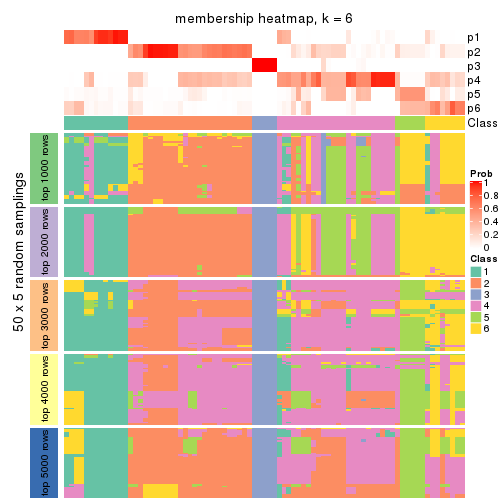 membership heatmap, k = 6
p1
p2
p3
p4
p5
p6
Class
50 x 5 random samplings
top 1000 rows
top 2000 rows
top 3000 rows
top 4000 rows
top 5000 rows
Prob
1
0.8
0.6
0.4
0.2
0
Class
1
2
3
4
5
6